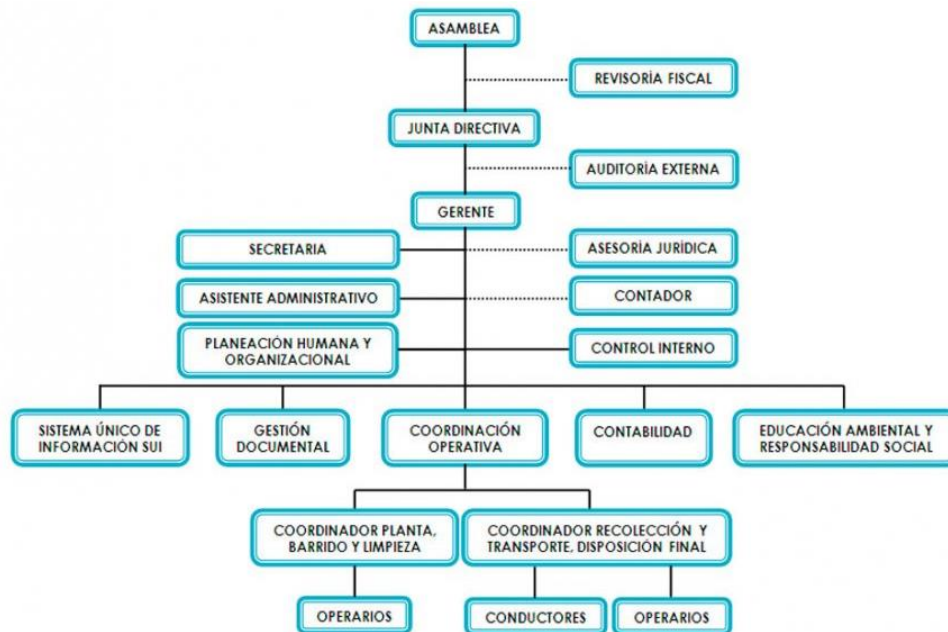 ASAMBLEA
REVISORÍA FISCAL
JUNTA DIRECTIVA
AUDITORÍA EXTERNA
GERENTE
SECRETARIA
ASESORÍA JURÍDICA
ASISTENTE ADMINISTRATIVO
CONTADOR
PLANEACIÓN HUMANA Y
ORGANIZACIONAL
CONTROL INTERNO
SISTEMA ÚNICO DE
INFORMACIÓN SUI
GESTIÓN
DOCUMENTAL
COORDINACIÓN
OPERATIVA
CONTABILIDAD
EDUCACIÓN AMBIENTAL Y
RESPONSABILIDAD SOCIAL
COORDINADOR PLANTA,
BARRIDO Y LIMPIEZA
COORDINADOR RECOLECCIÓN Y
TRANSPORTE, DISPOSICIÓN FINAL
OPERARIOS
CONDUCTORES
OPERARIOS